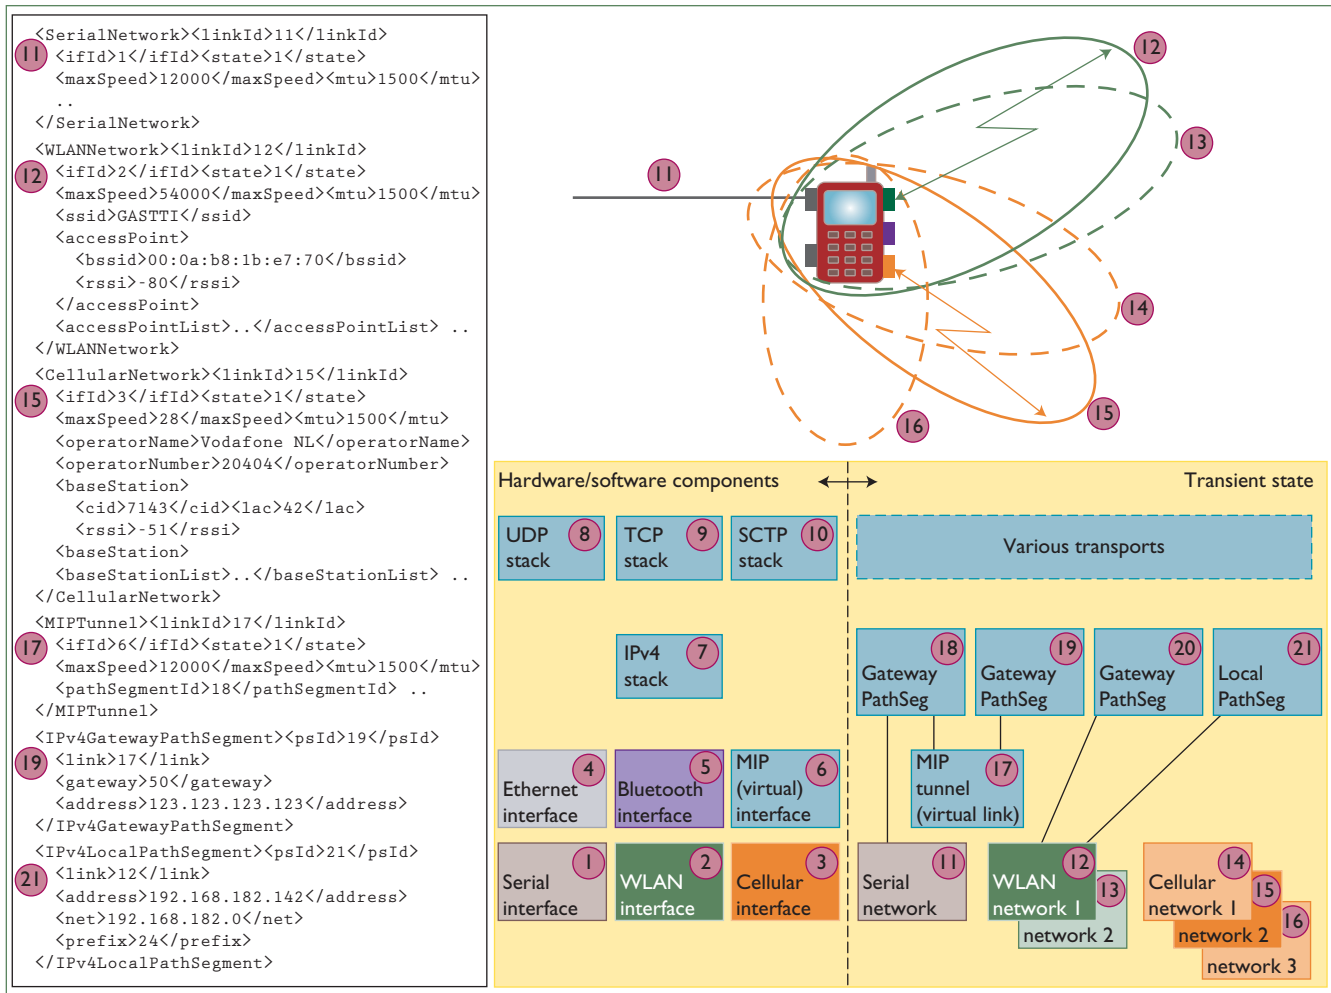 <SerialNetwork><linkId>11</linkId>
11
<ifId>1</ifId><state>1</state>
<maxSpeed>12000</maxSpeed><mtu>1500</mtu>
..
</SerialNetwork>
<WLANNetwork><linkId>12</linkId>
12
<ifId>2</ifId><state>1</state>
<maxSpeed>54000</maxSpeed><mtu>1500</mtu>
<ssid>GASTTI</ssid>
<accessPoint>
<bssid>00:0a:b8:1b:e7:70</bssid>
<rssi>-80</rssi>
</accessPoint>
<accessPointList>..</accessPointList> ..
</WLANNetwork>
<CellularNetwork><linkId>15</linkId>
15
<ifId>3</ifId><state>1</state>
<maxSpeed>28</maxSpeed><mtu>1500</mtu>
<operatorName>Vodafone NL</operatorName>
<operatorNumber>20404</operatorNumber>
<baseStation>
<cid>7143</cid><lac>42</lac>
<rssi>-51</rssi>
<baseStation>
<baseStationList>..</baseStationList> ..
</CellularNetwork>
<MIPTunnel><linkId>17</linkId>
17
<ifId>6</ifId><state>1</state>
<maxSpeed>12000</maxSpeed><mtu>1500</mtu>
<pathSegmentId>18</pathSegmentId> ..
</MIPTunnel>
<IPv4GatewayPathSegment><psId>19</psId>
19
<link>17</link>
<gateway>50</gateway>
<address>123.123.123.123</address>
</IPv4GatewayPathSegment>
<IPv4LocalPathSegment><psId>21</psId>
21
<link>12</link>
<address>192.168.182.142</address>
<net>192.168.182.0</net>
<prefix>24</prefix>
</IPv4LocalPathSegment>
12
13
11
14
15
16
Hardware/software components
Transient state
UDP
stack
8
TCP
stack
9
SCTP
stack
10
Various transports
IPv4
stack
7
18
Gateway
PathSeg
19
Gateway
PathSeg
20
Gateway
PathSeg
21
Local
PathSeg
4
Ethernet
interface
5
Bluetooth
interface
MIP
(virtual)
interface
6
MIP
tunnel
(virtual link)
17
1
Serial
interface
2
WLAN
interface
3
Cellular
interface
11
Serial
network
12
WLAN
network 1
13
network 2
14
Cellular
network 1
15
network 2
16
network 3